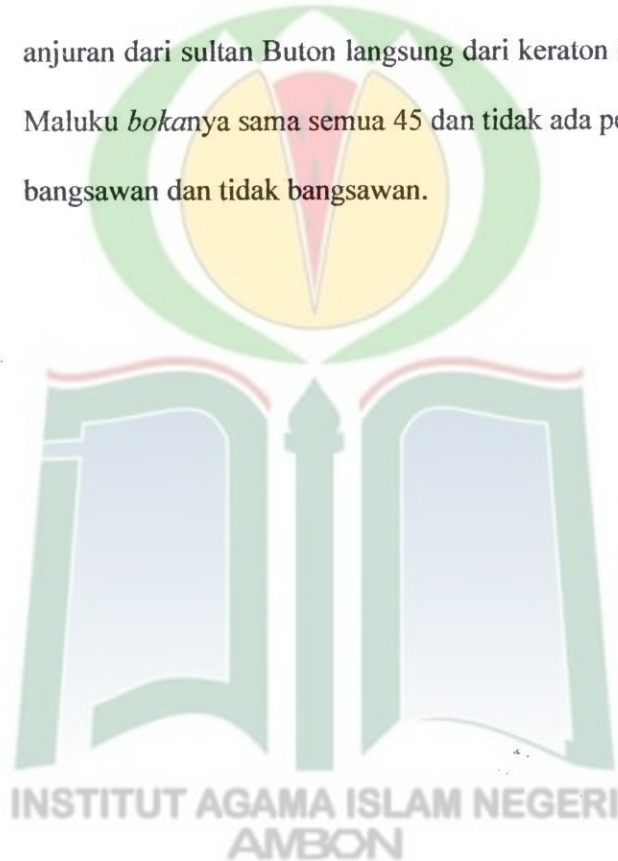 anjuran dari sultan Buton langsung dari keraton
Maluku bokanya sama semua 45 dan tidak ada
bangsawan dan tidak bangsawan.
INSTITUT AGAMA ISLAM NEGERI
AMBON